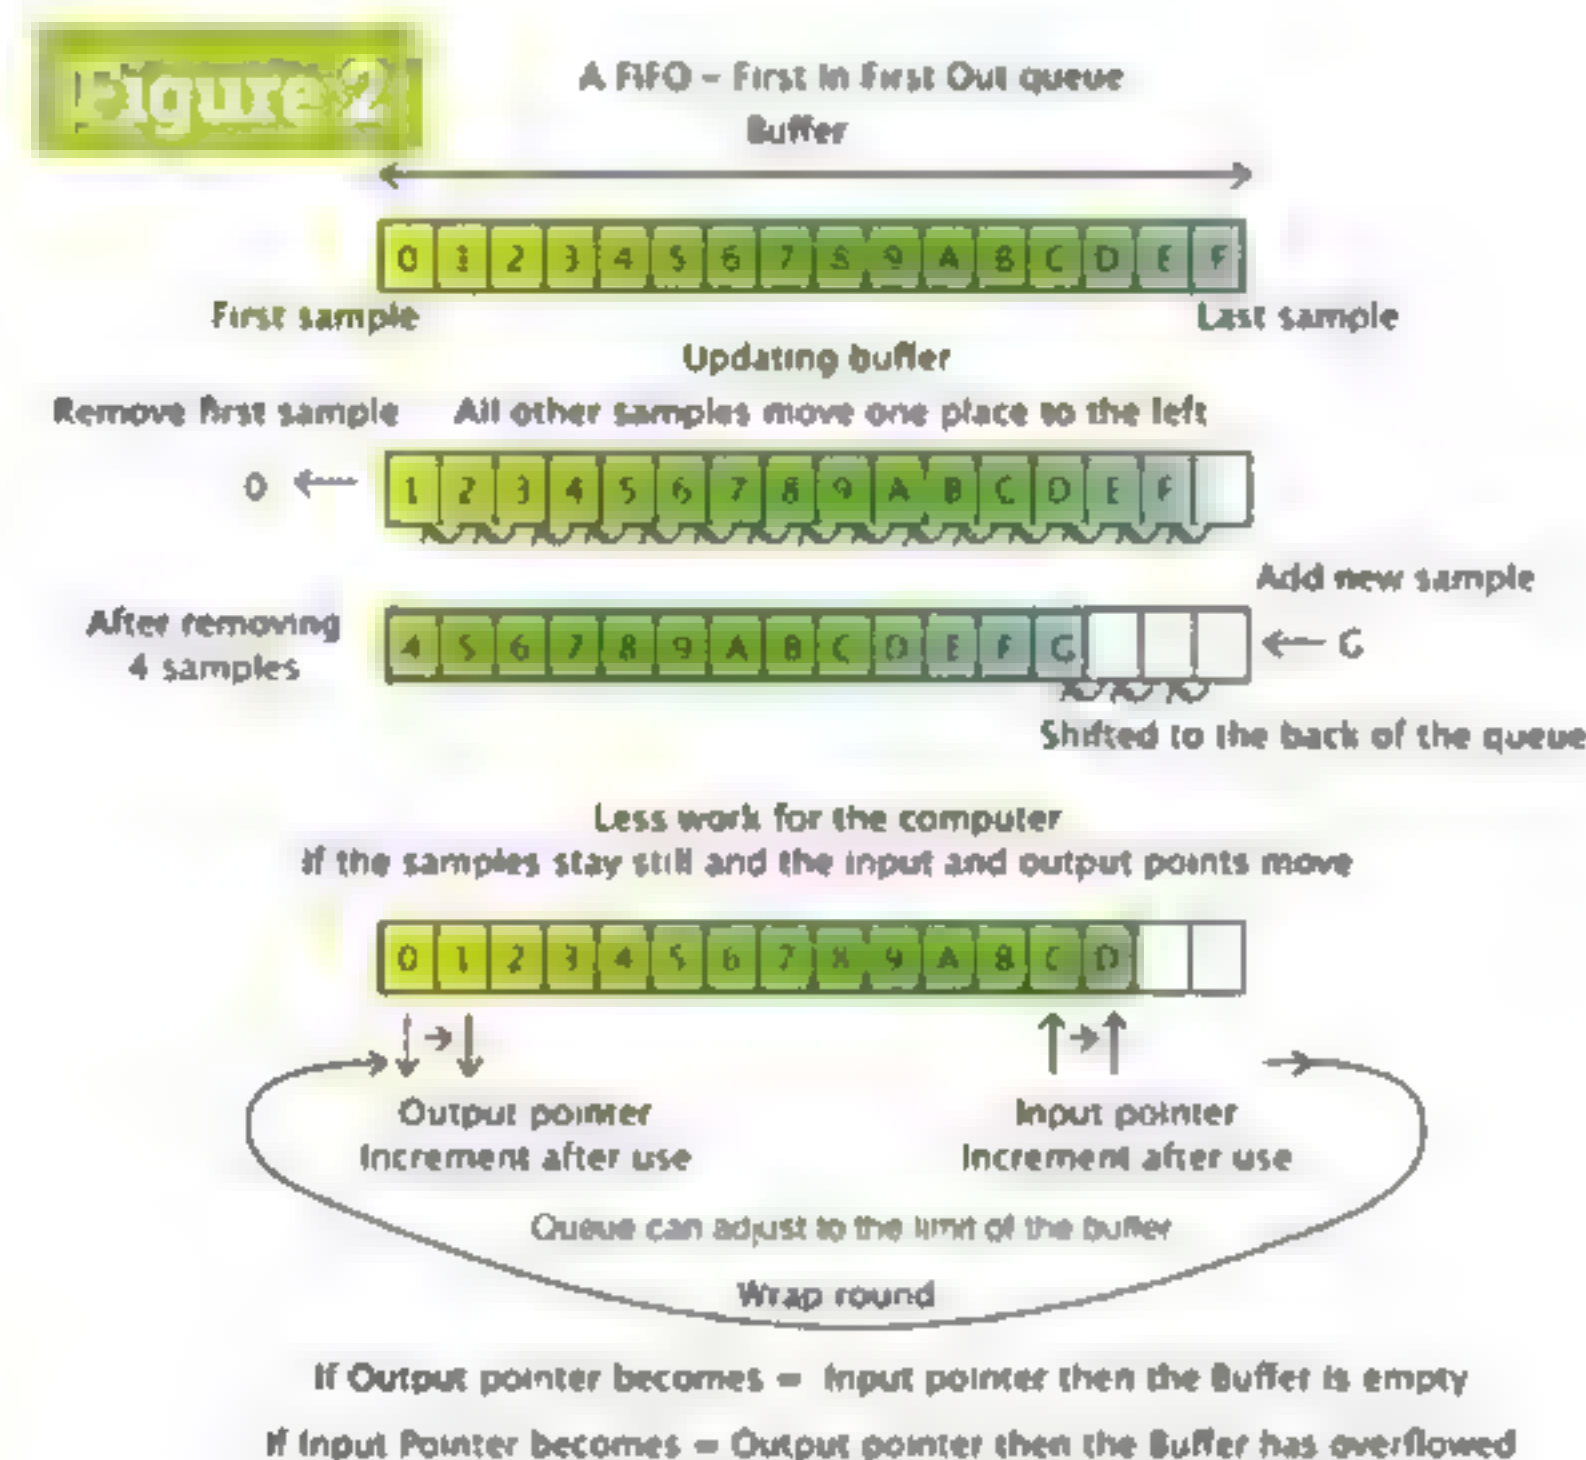 Figure 2
A FIFO – First In First Out queue
Buffer
0 1 2 3 4 5 6 7 8 9 A B C D E F
First sample
Last sample
Updating buffer
Remove first sample
All other samples move one place to the left
0
1 2 3 4 5 6 7 8 9 A B C D E F
Add new sample
After removing
4 samples
4 5 6 7 8 9 A B C D E F G
G
Shifted to the back of the queue
Less work for the computer
If the samples stay still and the input and output points move
0 1 2 3 4 5 6 7 8 9 A B C D
Output pointer
Increment after use
Input pointer
Increment after use
Queue can adjust to the limit of the buffer
Wrap round
If Output pointer becomes = Input pointer then the Buffer is empty
If Input Pointer becomes = Output pointer then the Buffer has overflowed